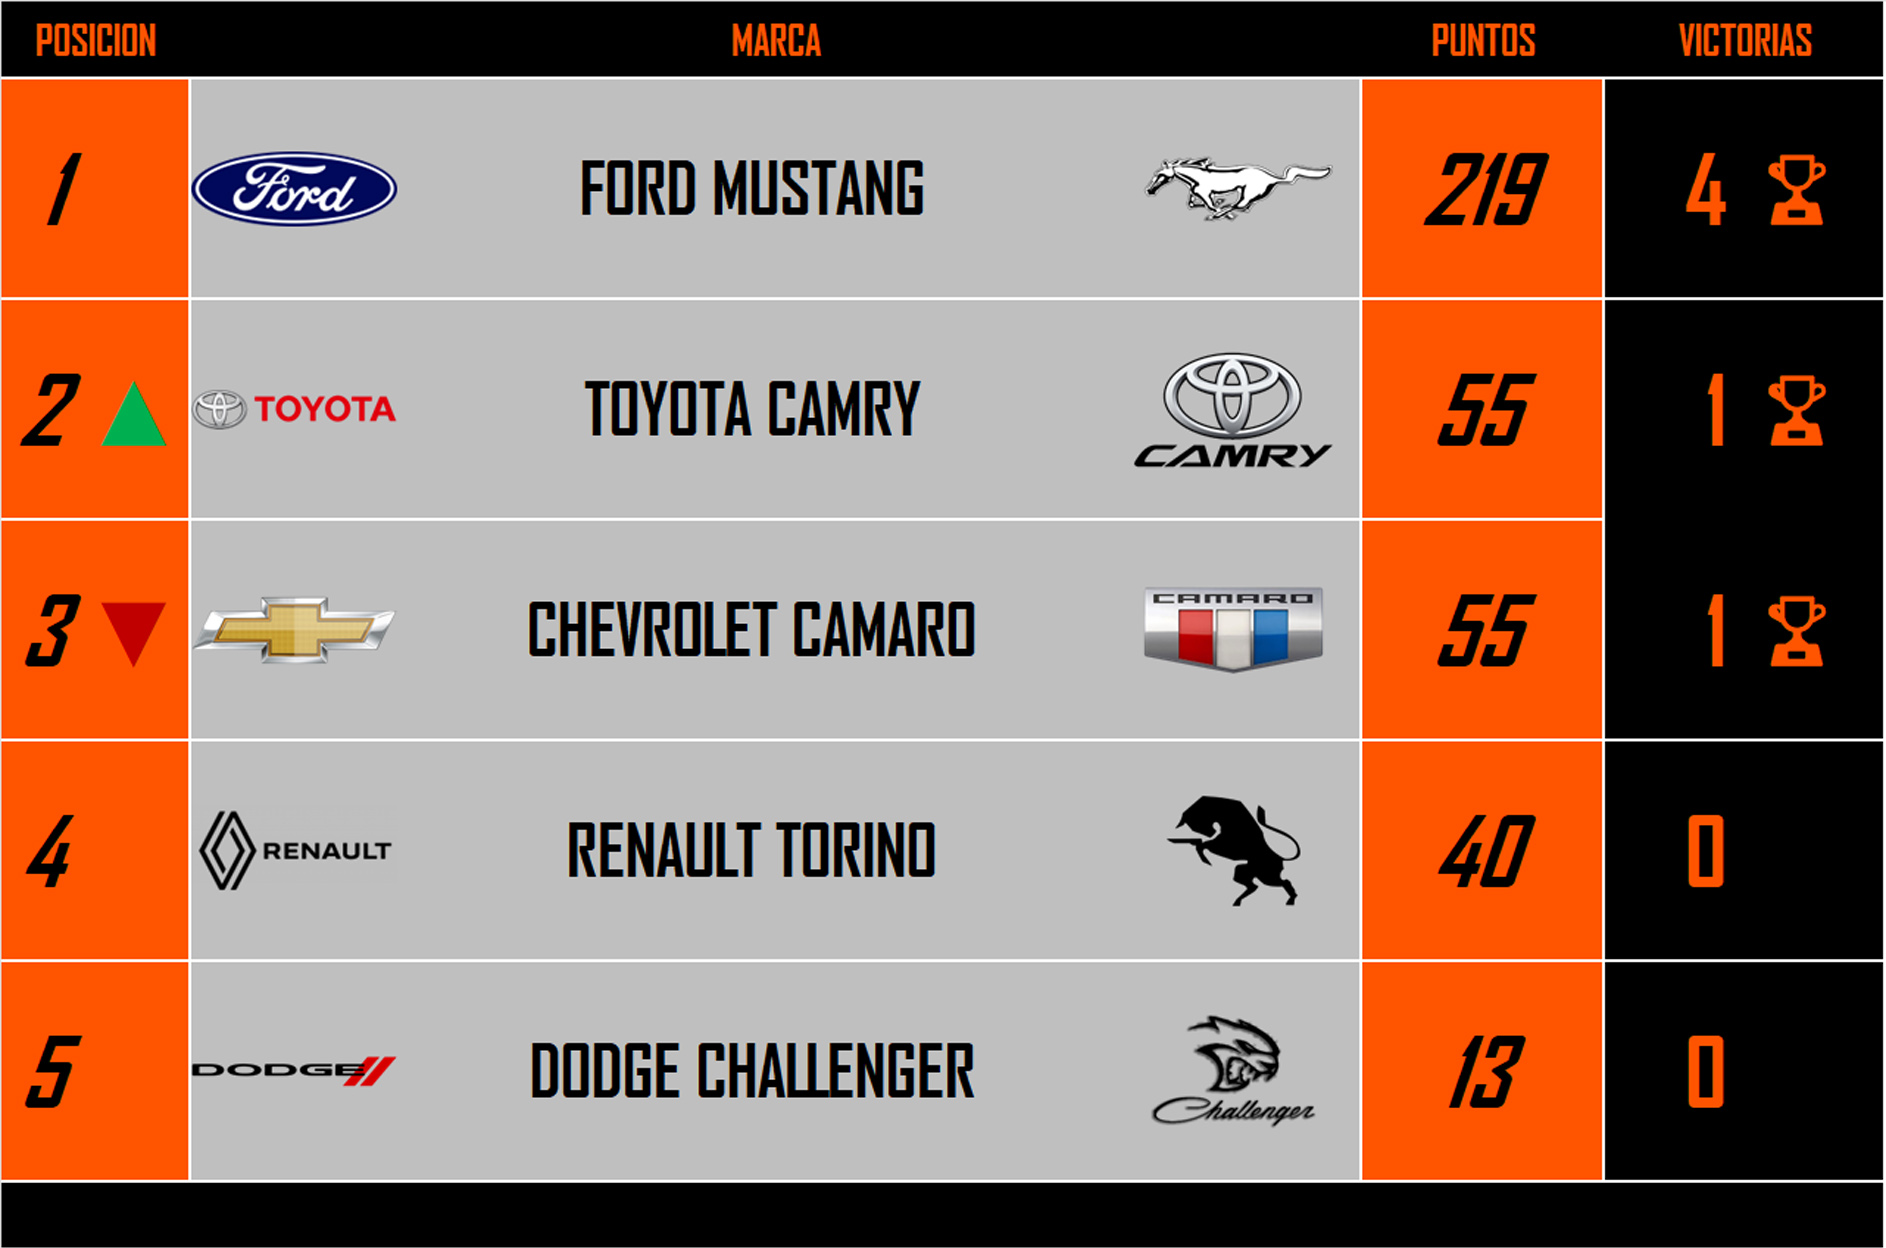 POSICION MARCA PUNTOS VICTORIAS
1 Ford FORD MUSTANG 219 4
2 TOYOTA TOYOTA CAMRY CAMRY 55 1
3 CHEVROLET CAMARO CAMARO 55 1
4 RENAULT RENAULT TORINO 40 0
5 DODGE DODGE CHALLENGER Challenger 13 0